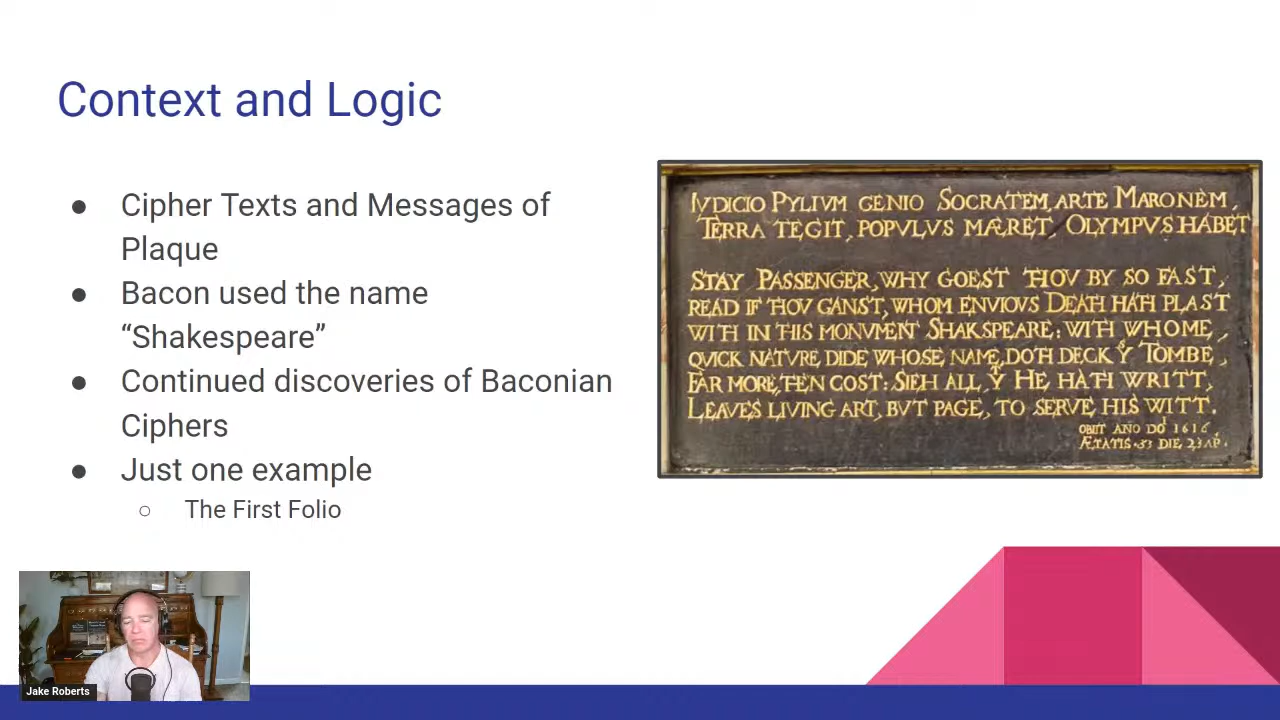 Context and Logic
● Cipher Texts and Messages of
Plaque
● Bacon used the name
“Shakespeare”
● Continued discoveries of Baconian
Ciphers
● Just one example
○ The First Folio
IVDICIO PYLIVM GENIO SOCRATEM, ARTE MARONEM,
TERRA TEGIT, POPVLVS MÆRET, OLYMPVS HABET
STAY PASSENGER, WHY GOEST THOV BY SO FAST,
READ IF THOV CANST, WHOM ENVIOVS DEATH HATH PLAST
WITH IN THIS MONVMENT SHAKSPEARE: WITH WHOME,
QVICK NATVRE DIDE WHOSE NAME, DOTH DECK Yˢ TOMBE,
FAR MORE, THEN COST: SIEH ALL, Yᵗ HE HATH WRITT,
LEAVES LIVING ART, BVT PAGE, TO SERVE HIS WITT.
OBIIT ANO DOⁱ 1616,
ÆTATIS·53 DIE 23 AP.
Jake Roberts